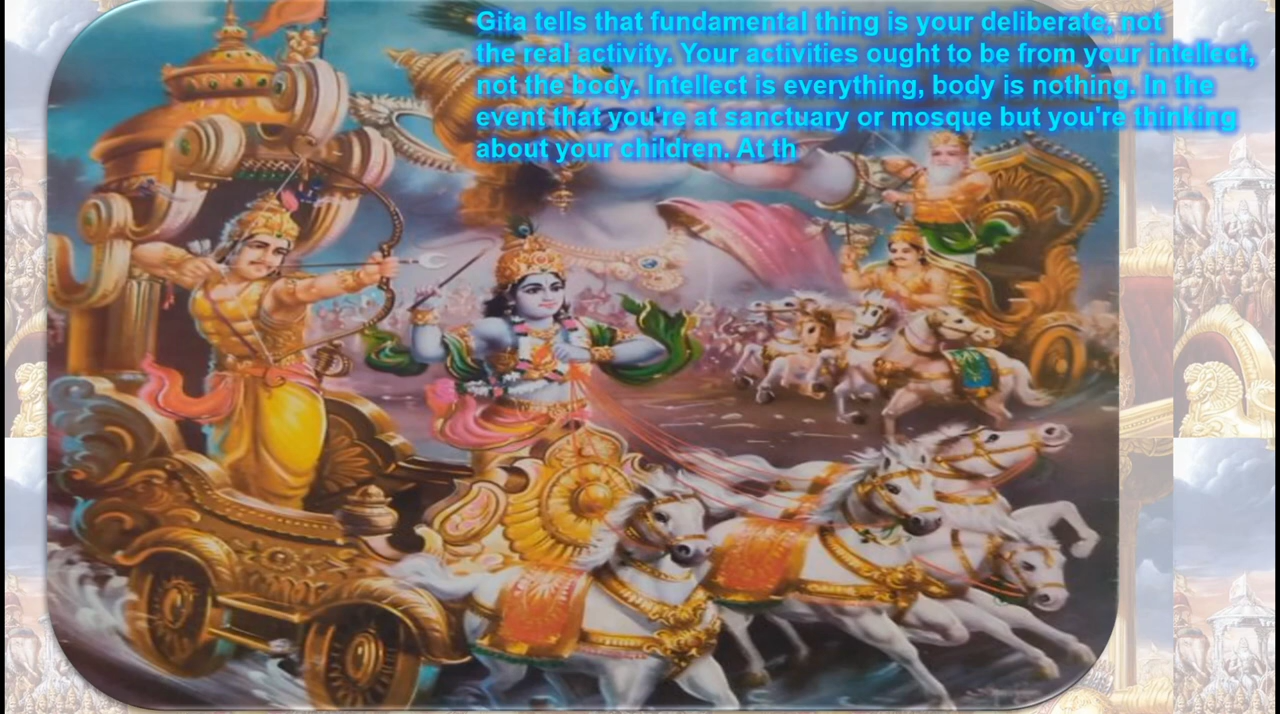 Gita tells that fundamental thing is your deliberate, not
the real activity. Your activities ought to be from your intellect,
not the body. Intellect is everything, body is nothing. In the
event that you're at sanctuary or mosque but you're thinking
about your children. At th